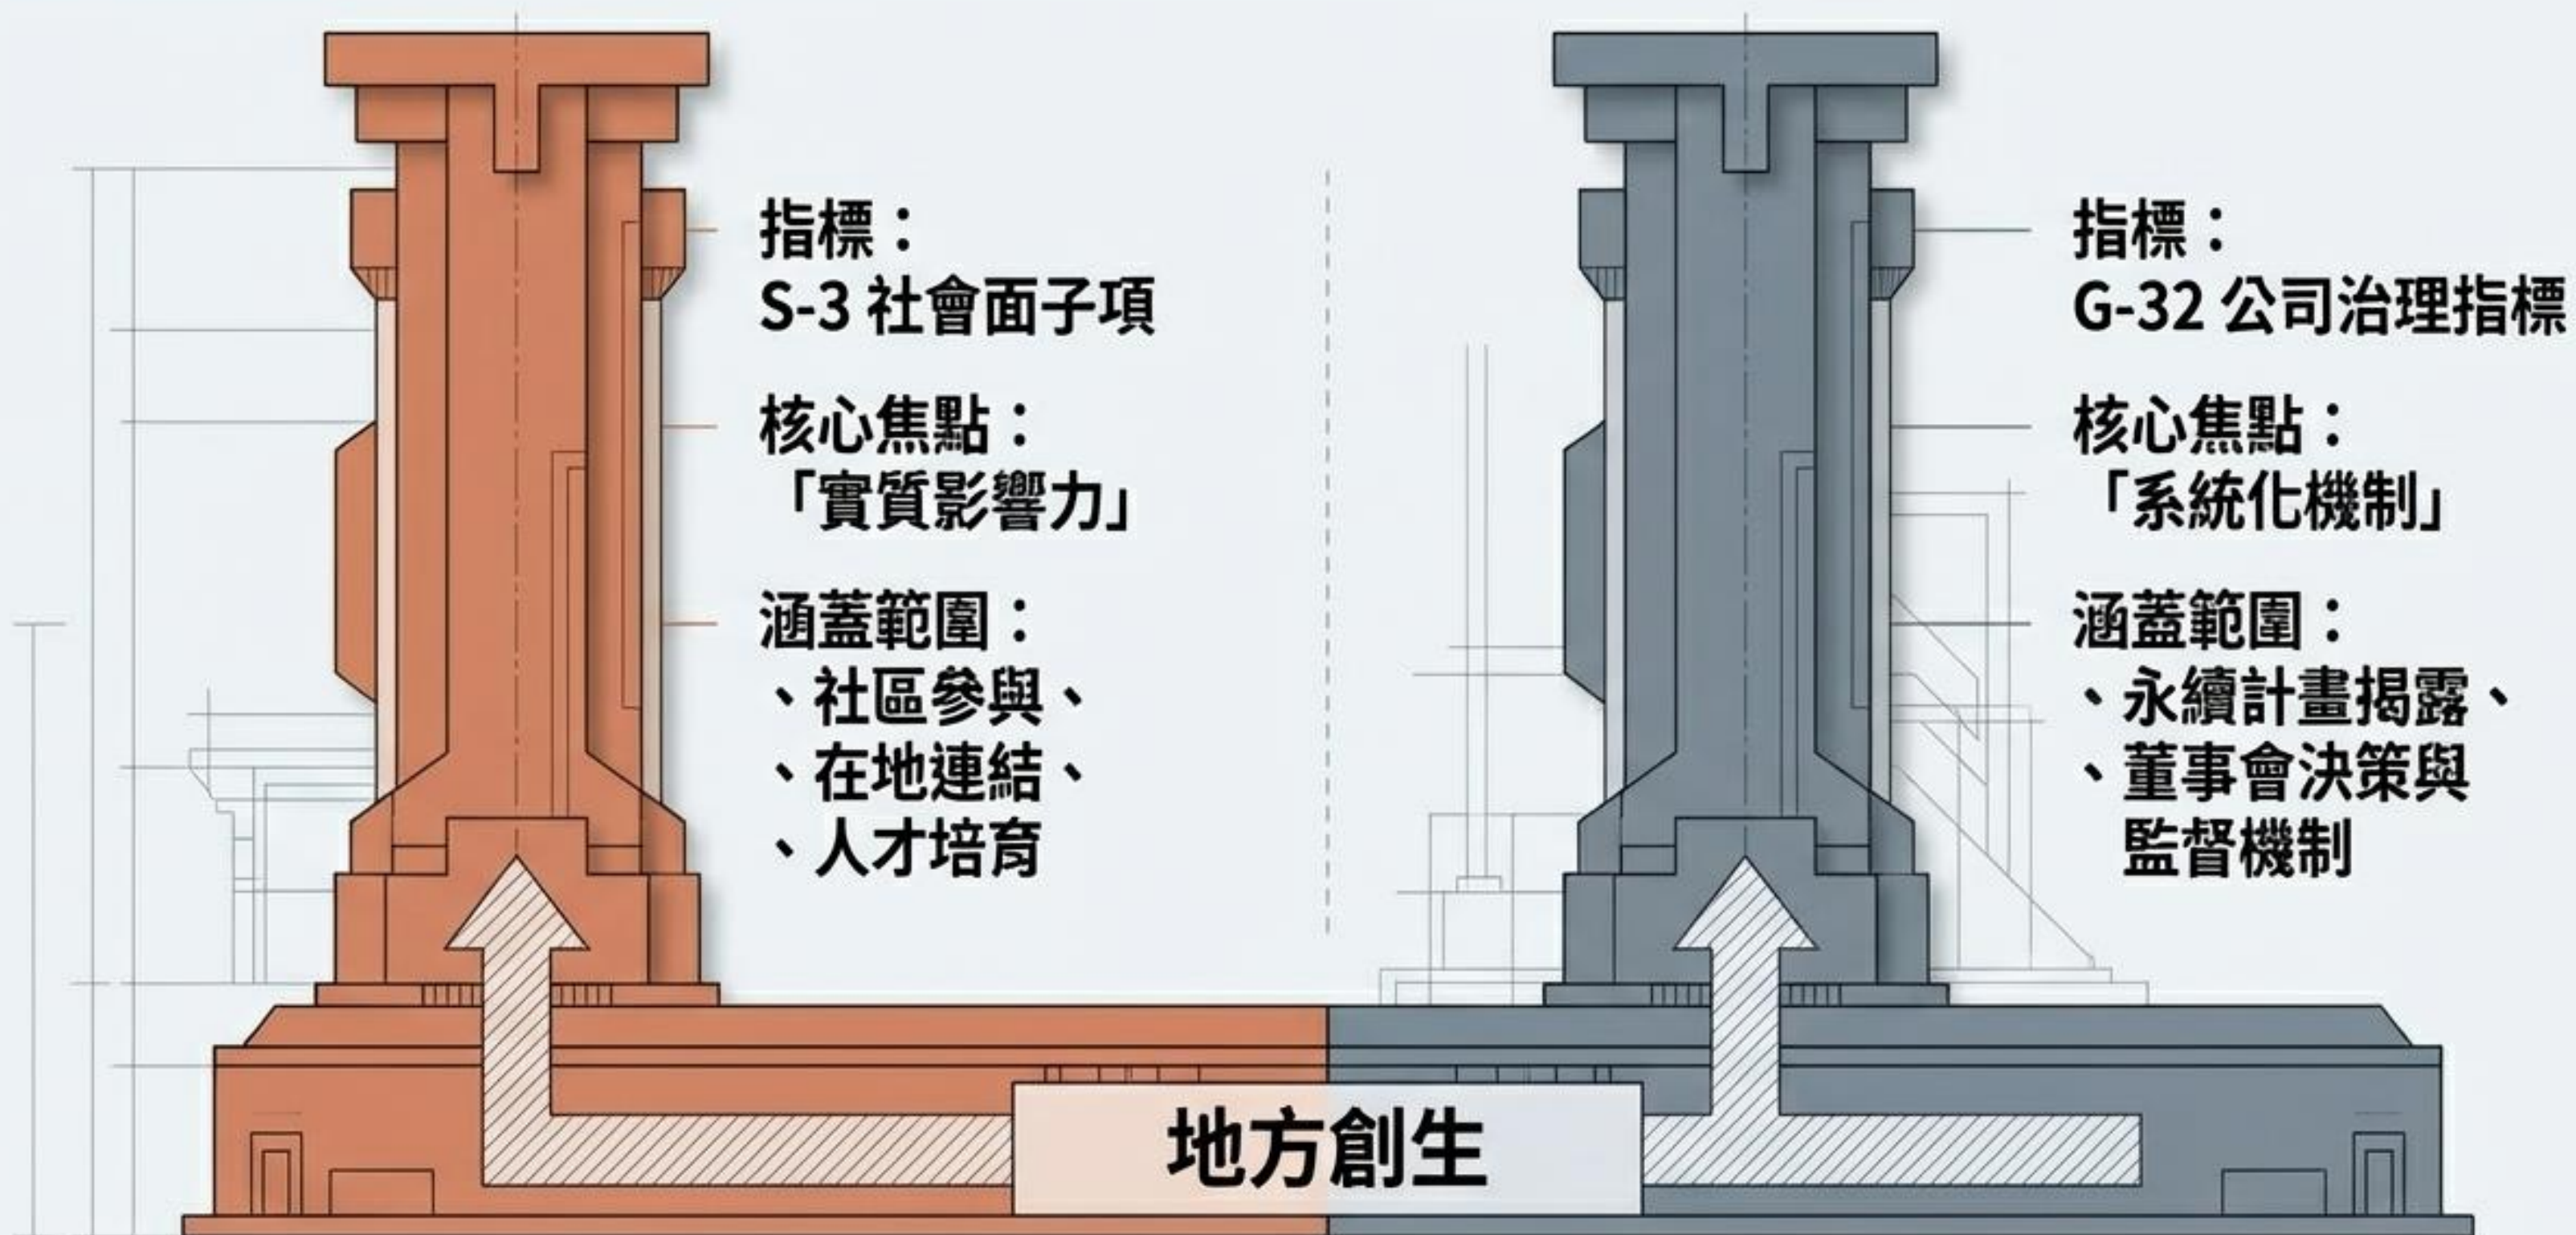 指標：
S-3 社會面子項
核心焦點：
「實質影響力」
涵蓋範圍：
、社區參與、
、在地連結、
、人才培育
指標：
G-32 公司治理指標
核心焦點：
「系統化機制」
涵蓋範圍：
、永續計畫揭露、
、董事會決策與
監督機制
地方創生